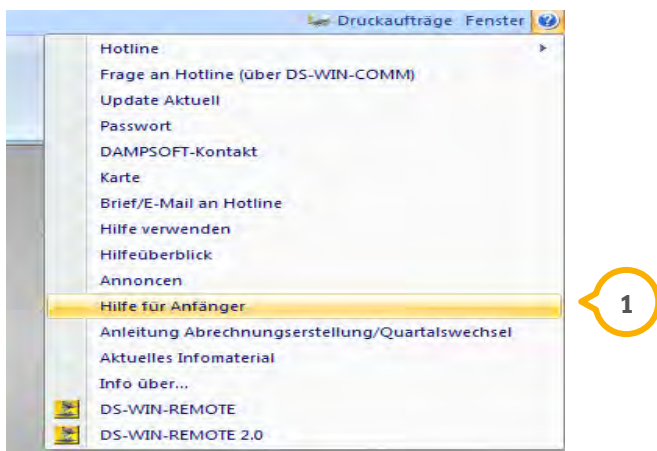 Druckaufträge Fenster
Hotline
Frage an Hotline (über DS-WIN-COMM)
Update Aktuell
Passwort
DAMPSOFT-Kontakt
Karte
Brief/E-Mail an Hotline
Hilfe verwenden
Hilfeüberblick
Annoncen
Hilfe für Anfänger
1
Anleitung Abrechnungserstellung/Quartalswechsel
Aktuelles Infomaterial
Info über...
DS-WIN-REMOTE
DS-WIN-REMOTE 2.0